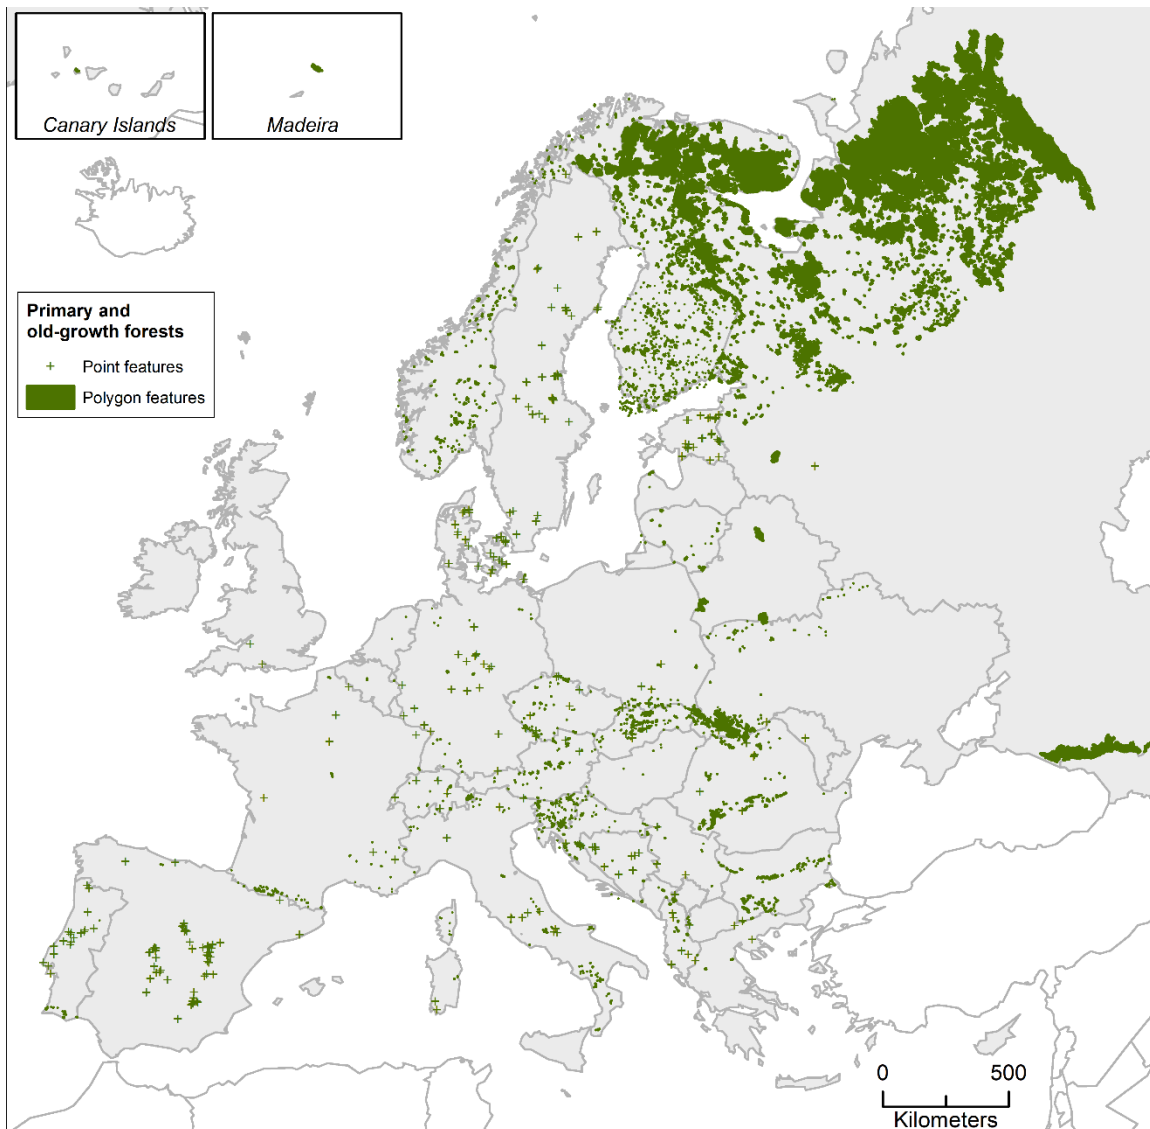 Canary Islands
Madeira
Primary and
old-growth forests
Point features
Polygon features
0 500
Kilometers